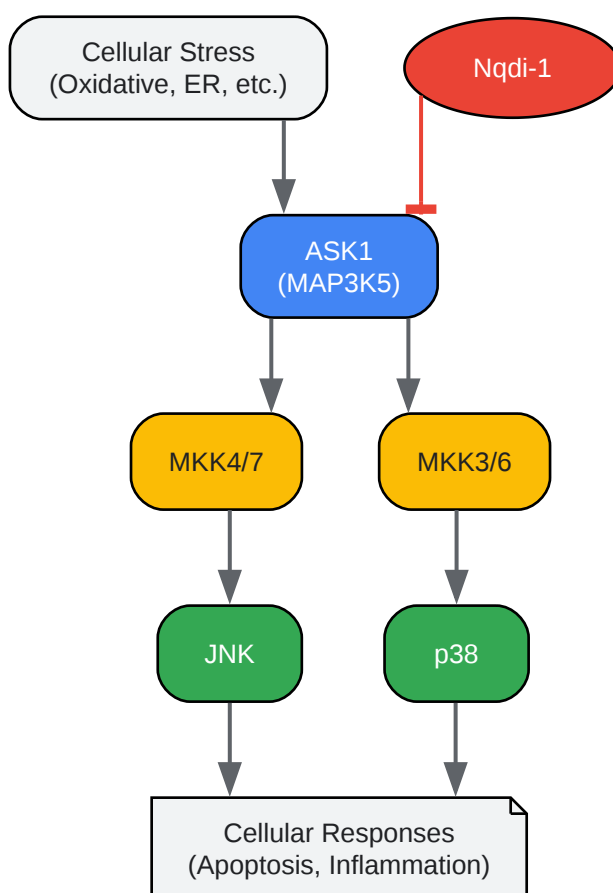 Cellular Stress
(Oxidative, ER, etc.)
Nqdi-1
ASK1
(MAP3K5)
MKK4/7
MKK3/6
JNK
p38
Cellular Responses
(Apoptosis, Inflammation)